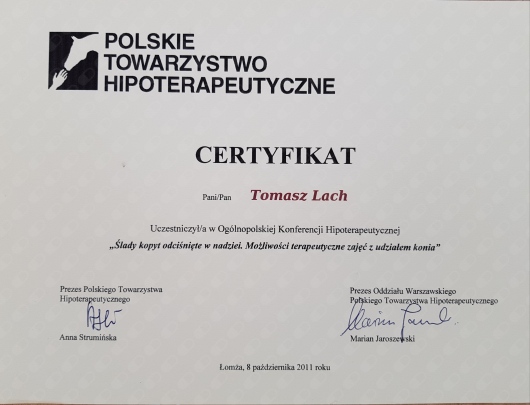 POLSKIE
TOWARZYSTWO
HIPOTERAPEUTYCZNE
CERTYFIKAT
Pani/Pan Tomasz Lach
Uczestniczył/a w Ogólnopolskiej Konferencji Hipoterapeutycznej
„Ślady kopyt odciśnięte w nadziei. Możliwości terapeutyczne zajęć z udziałem konia”
Prezes Polskiego Towarzystwa
Hipoterapeutycznego
Anna Strumińska
Prezes Oddziału Warszawskiego
Polskiego Towarzystwa Hipoterapeutycznego
Marian Jaroszewski
Łomża, 8 października 2011 roku